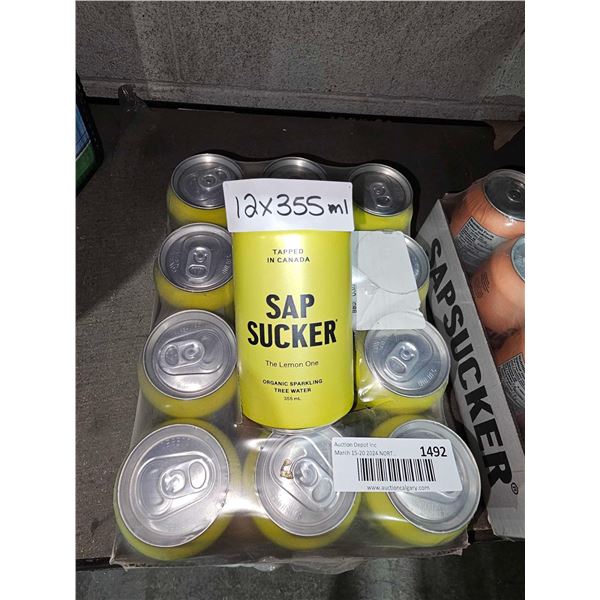 12x355ml
TAPPED
IN CANADA
SAP
SUCKER®
The Lemon One
ORGANIC SPARKLING
TREE WATER
355 mL
Auction Depot Inc
March 15-20 2024 NORT...
1492
www.auctioncalgary.com
SAPSUCKER®